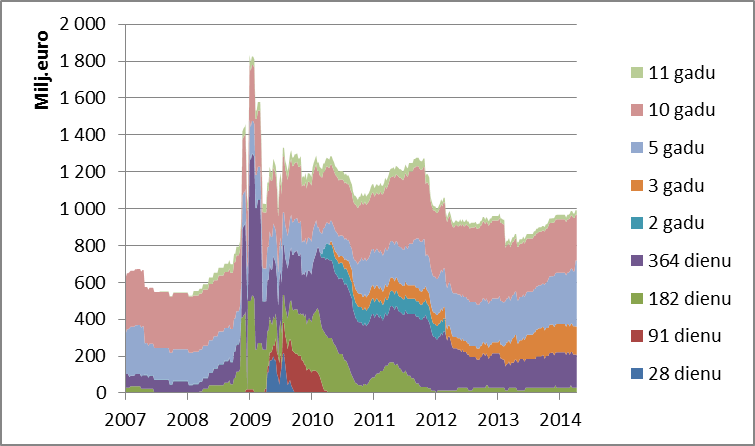 Milj.euro
2 000
1 800
1 600
1 400
1 200
1 000
800
600
400
200
0
2007 2008 2009 2010 2011 2012 2013 2014
11 gadu
10 gadu
5 gadu
3 gadu
2 gadu
364 dienu
182 dienu
91 dienu
28 dienu